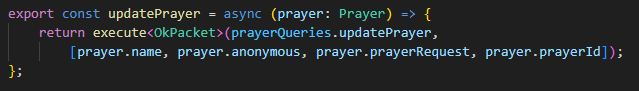 export const updatePrayer = async (prayer: Prayer) => {
    return execute<OkPacket>(prayerQueries.updatePrayer,
        [prayer.name, prayer.anonymous, prayer.prayerRequest, prayer.prayerId]);
};